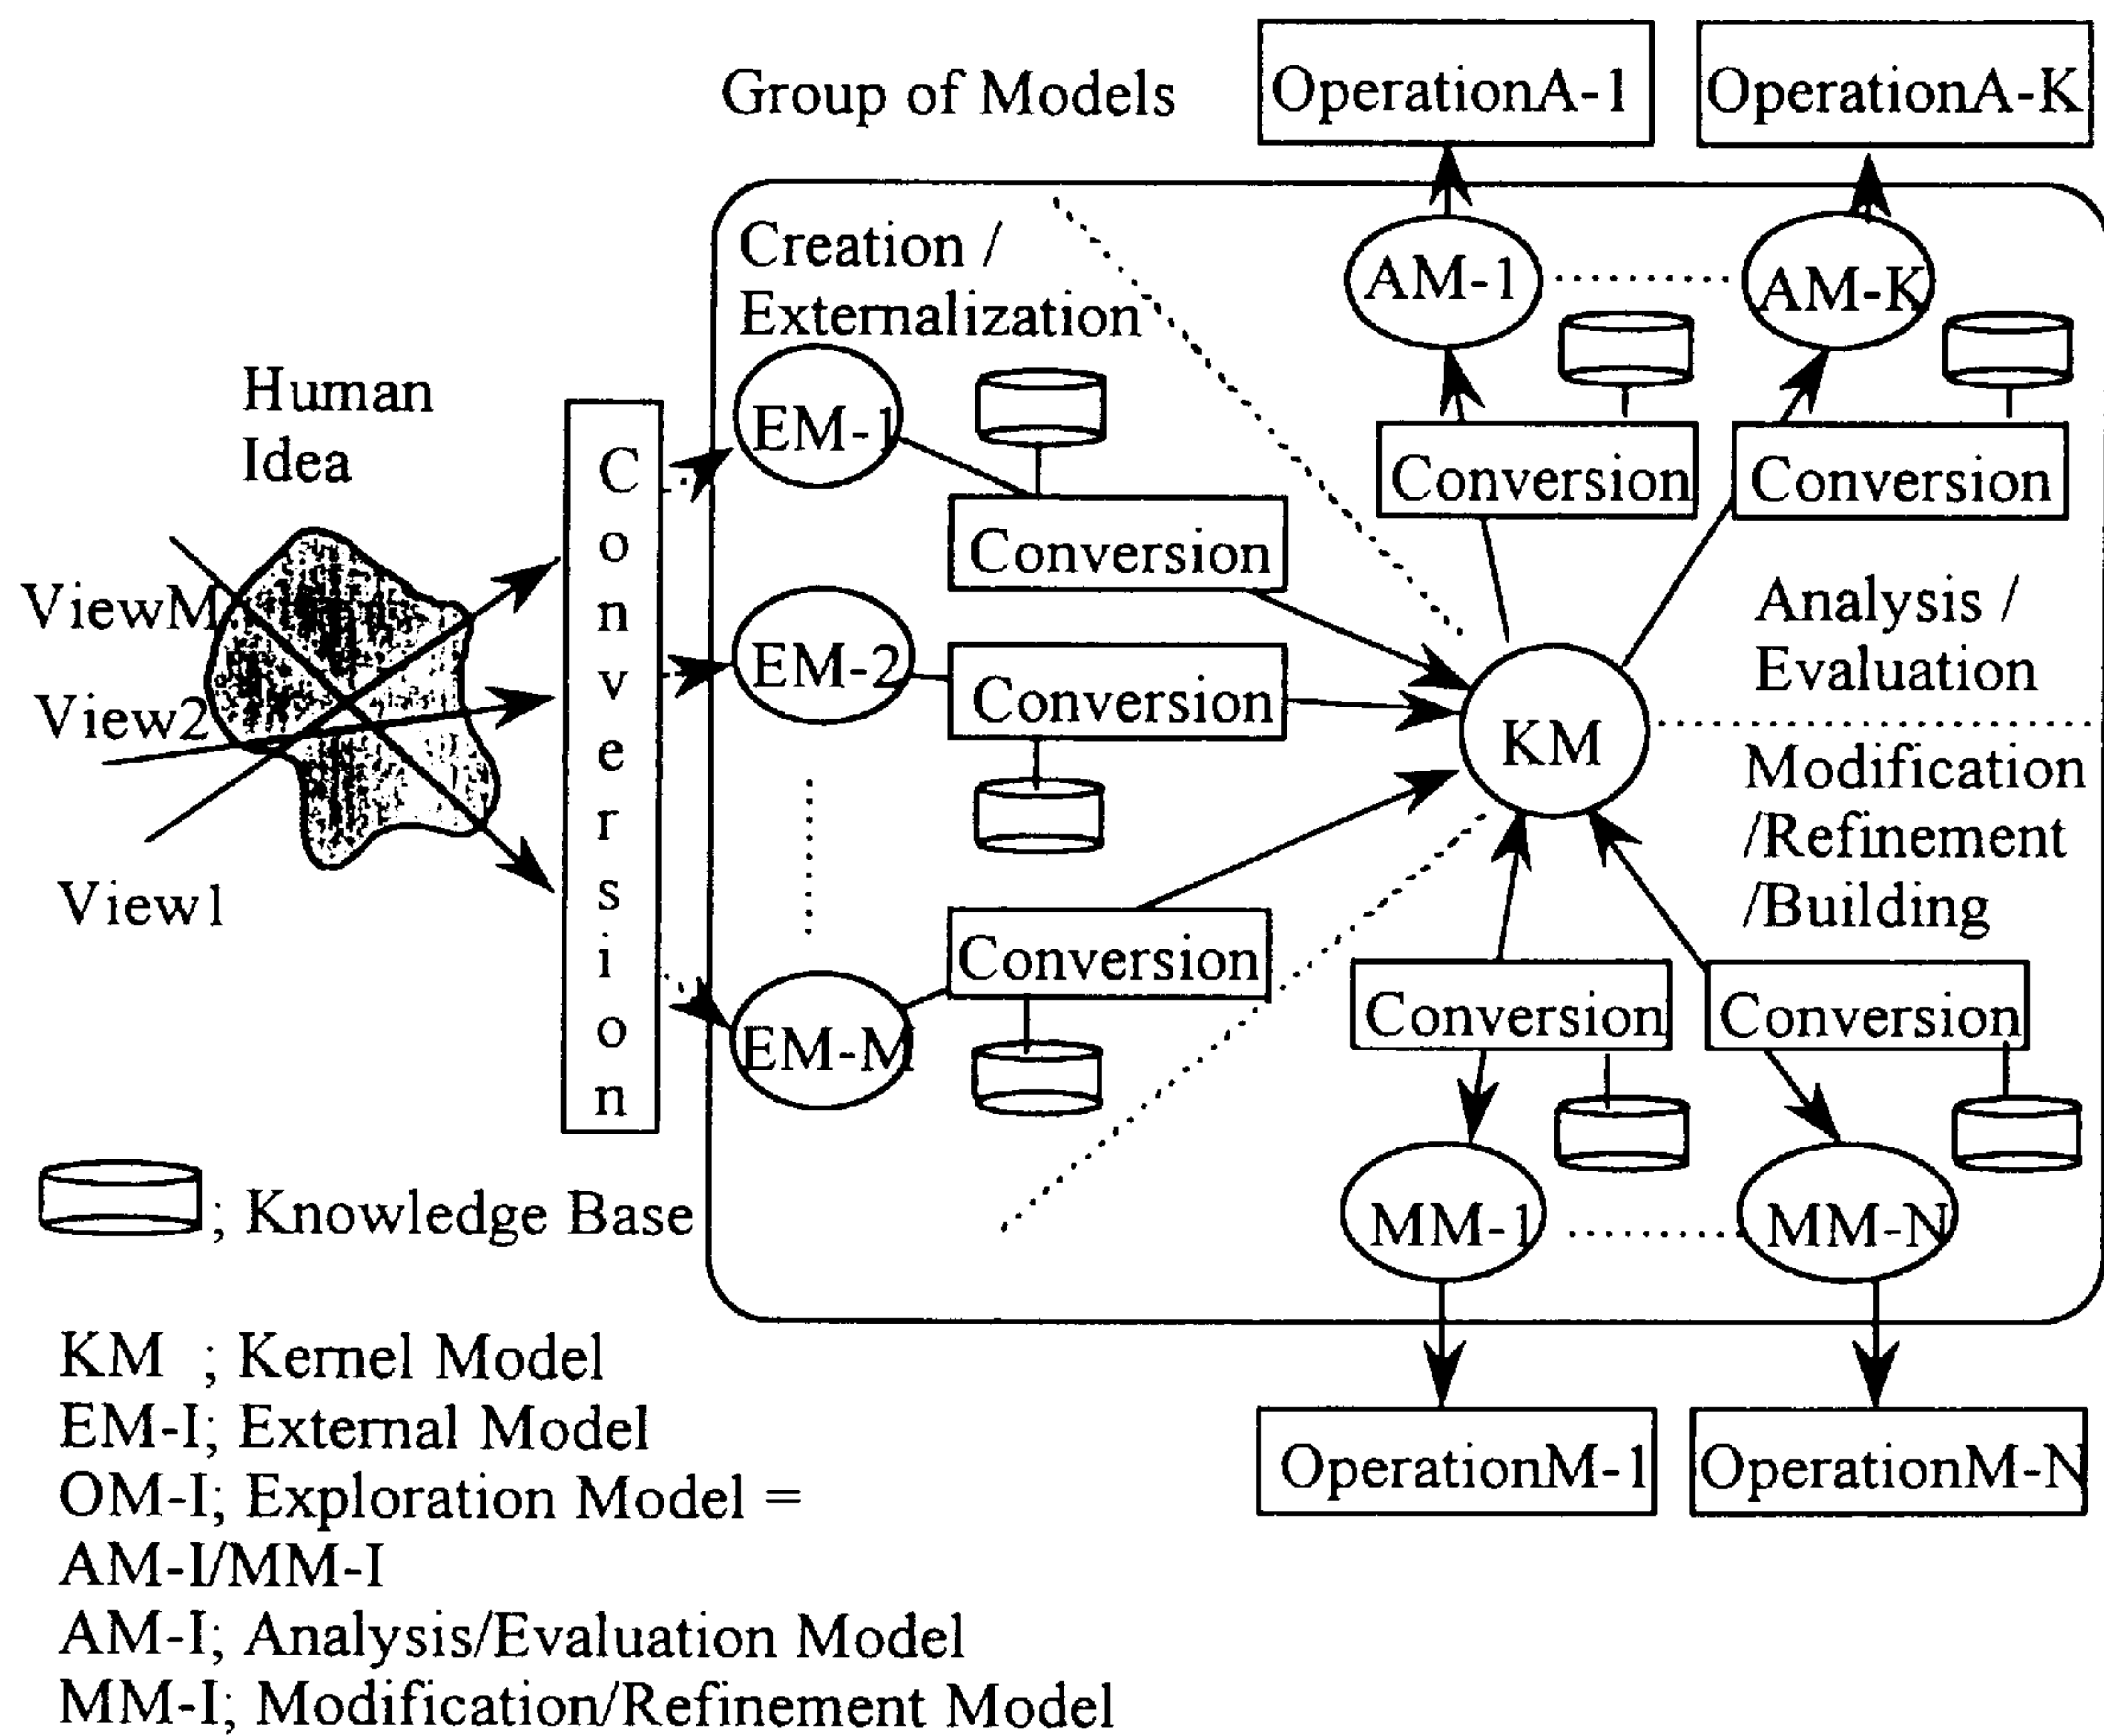 Group of Models
OperationA-1
OperationA-K
Creation /
Externalization
AM-1
AM-K
Human
Idea
EM-1
Conversion
Conversion
Conversion
Conversion
ViewM
EM-2
Conversion
Analysis /
Evaluation
View2
KM
Modification
/Refinement
/Building
View1
Conversion
EM-M
Conversion
Conversion
MM-1
MM-N
; Knowledge Base
OperationM-1
OperationM-N
KM ; Kernel Model
EM-I; External Model
OM-I; Exploration Model =
AM-I/MM-I
AM-I; Analysis/Evaluation Model
MM-I; Modification/Refinement Model